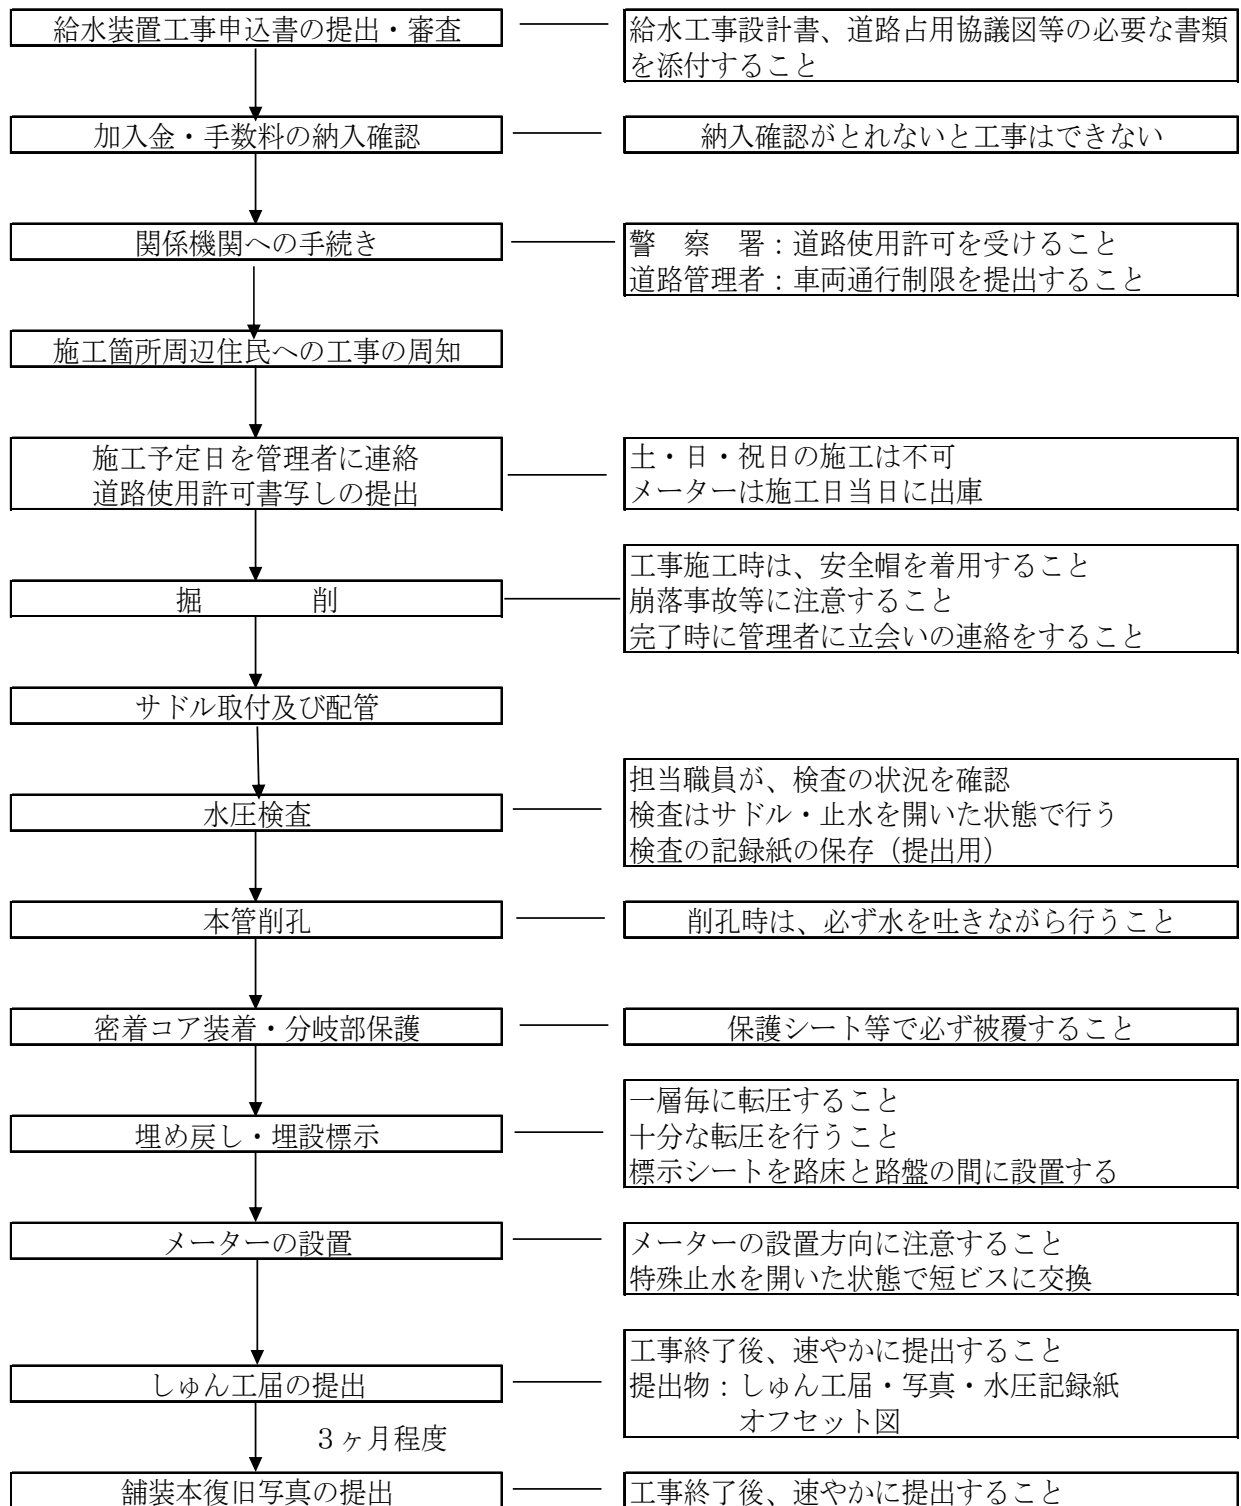 給水装置工事申込書の提出・審査
給水工事設計書、道路占用協議図等の必要な書類
を添付すること
加入金・手数料の納入確認
納入確認がとれないと工事はできない
関係機関への手続き
警　察　署：道路使用許可を受けること
道路管理者：車両通行制限を提出すること
施工箇所周辺住民への工事の周知
施工予定日を管理者に連絡
道路使用許可書写しの提出
土・日・祝日の施工は不可
メーターは施工日当日に出庫
掘　　　　削
工事施工時は、安全帽を着用すること
崩落事故等に注意すること
完了時に管理者に立会いの連絡をすること
サドル取付及び配管
水圧検査
担当職員が、検査の状況を確認
検査はサドル・止水を開いた状態で行う
検査の記録紙の保存（提出用）
本管削孔
削孔時は、必ず水を吐きながら行うこと
密着コア装着・分岐部保護
保護シート等で必ず被覆すること
埋め戻し・埋設標示
一層毎に転圧すること
十分な転圧を行うこと
標示シートを路床と路盤の間に設置する
メーターの設置
メーターの設置方向に注意すること
特殊止水を開いた状態で短ビスに交換
しゅん工届の提出
工事終了後、速やかに提出すること
提出物：しゅん工届・写真・水圧記録紙
オフセット図
３ヶ月程度
舗装本復旧写真の提出
工事終了後、速やかに提出すること